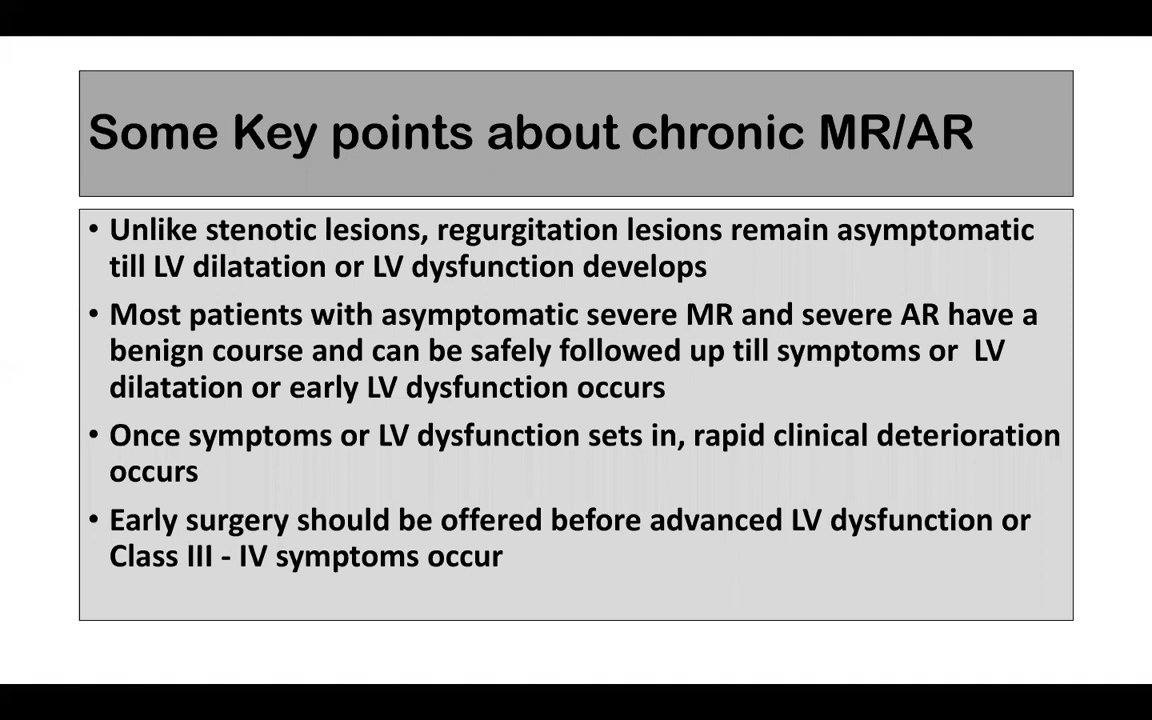 Some Key points about chronic MR/AR
• Unlike stenotic lesions, regurgitation lesions remain asymptomatic
till LV dilatation or LV dysfunction develops
• Most patients with asymptomatic severe MR and severe AR have a
benign course and can be safely followed up till symptoms or LV
dilatation or early LV dysfunction occurs
• Once symptoms or LV dysfunction sets in, rapid clinical deterioration
occurs
• Early surgery should be offered before advanced LV dysfunction or
Class III - IV symptoms occur